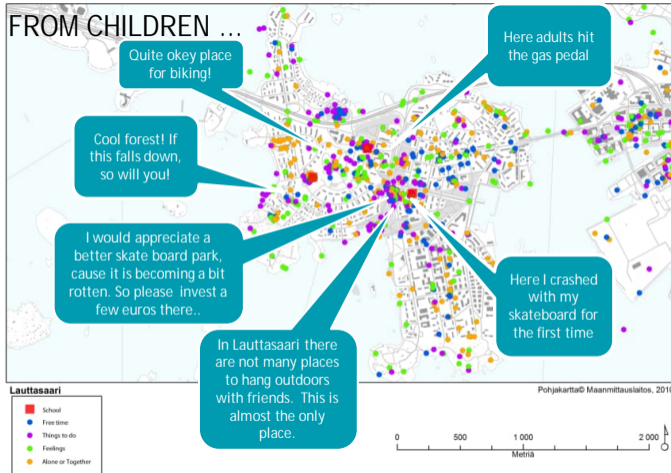 FROM CHILDREN ...
Quite okey place
for biking!
Here adults hit
the gas pedal
Cool forest! If
this falls down,
so will you!
I would appreciate a
better skate board park,
cause it is becoming a bit
rotten. So please invest a
few euros there..
In Lauttasaari there
are not many places
to hang outdoors
with friends. This is
almost the only
place.
Here I crashed
with my
skateboard for
the first time
Lauttasaari
Pohjakartta© Maanmittauslaitos, 2010
School
Free time
Things to do
Feelings
Alone or Together
0 500 1 000 2 000
Metriä